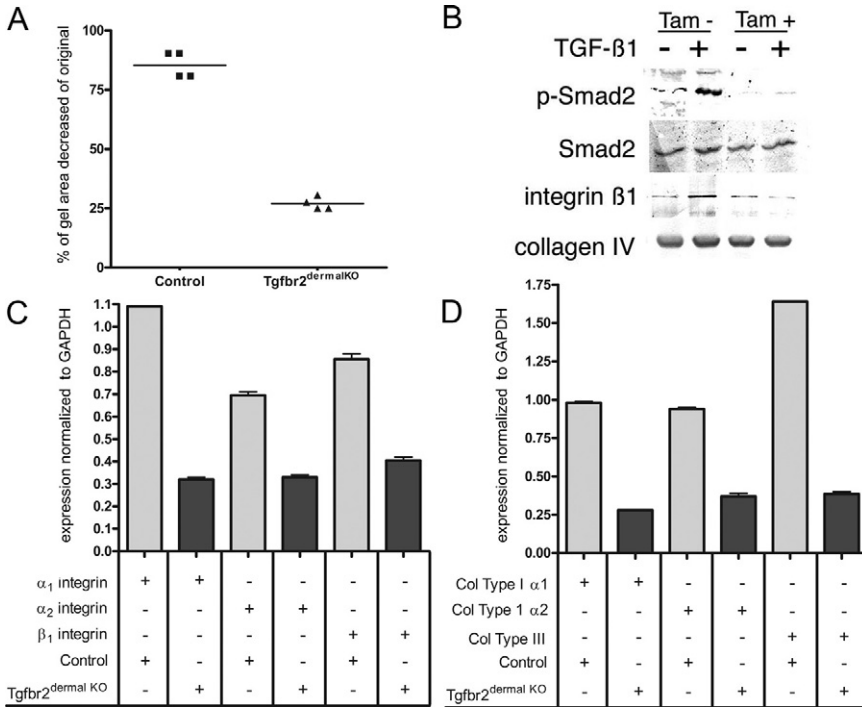 A
% of gel area decreased of original
100
75
50
25
0
Control
Tgfbr2dermalKO
B
Tam - Tam +
TGF-ß1 - + - +
p-Smad2
Smad2
integrin ß1
collagen IV
C
expression normalized to GAPDH
1.1
1.0
0.9
0.8
0.7
0.6
0.5
0.4
0.3
0.2
0.1
0.0
α1 integrin + + - - - -
α2 integrin - - + + - -
β1 integrin - - - - + +
Control + - + - + -
Tgfbr2dermal KO - + - + - +
D
expression normalized to GAPDH
1.75
1.50
1.25
1.00
0.75
0.50
0.25
0.00
Col Type I α1 + + - - - -
Col Type 1 α2 - - + + - -
Col Type III - - - - + +
Control + - + - + -
Tgfbr2dermal KO - + - + - +